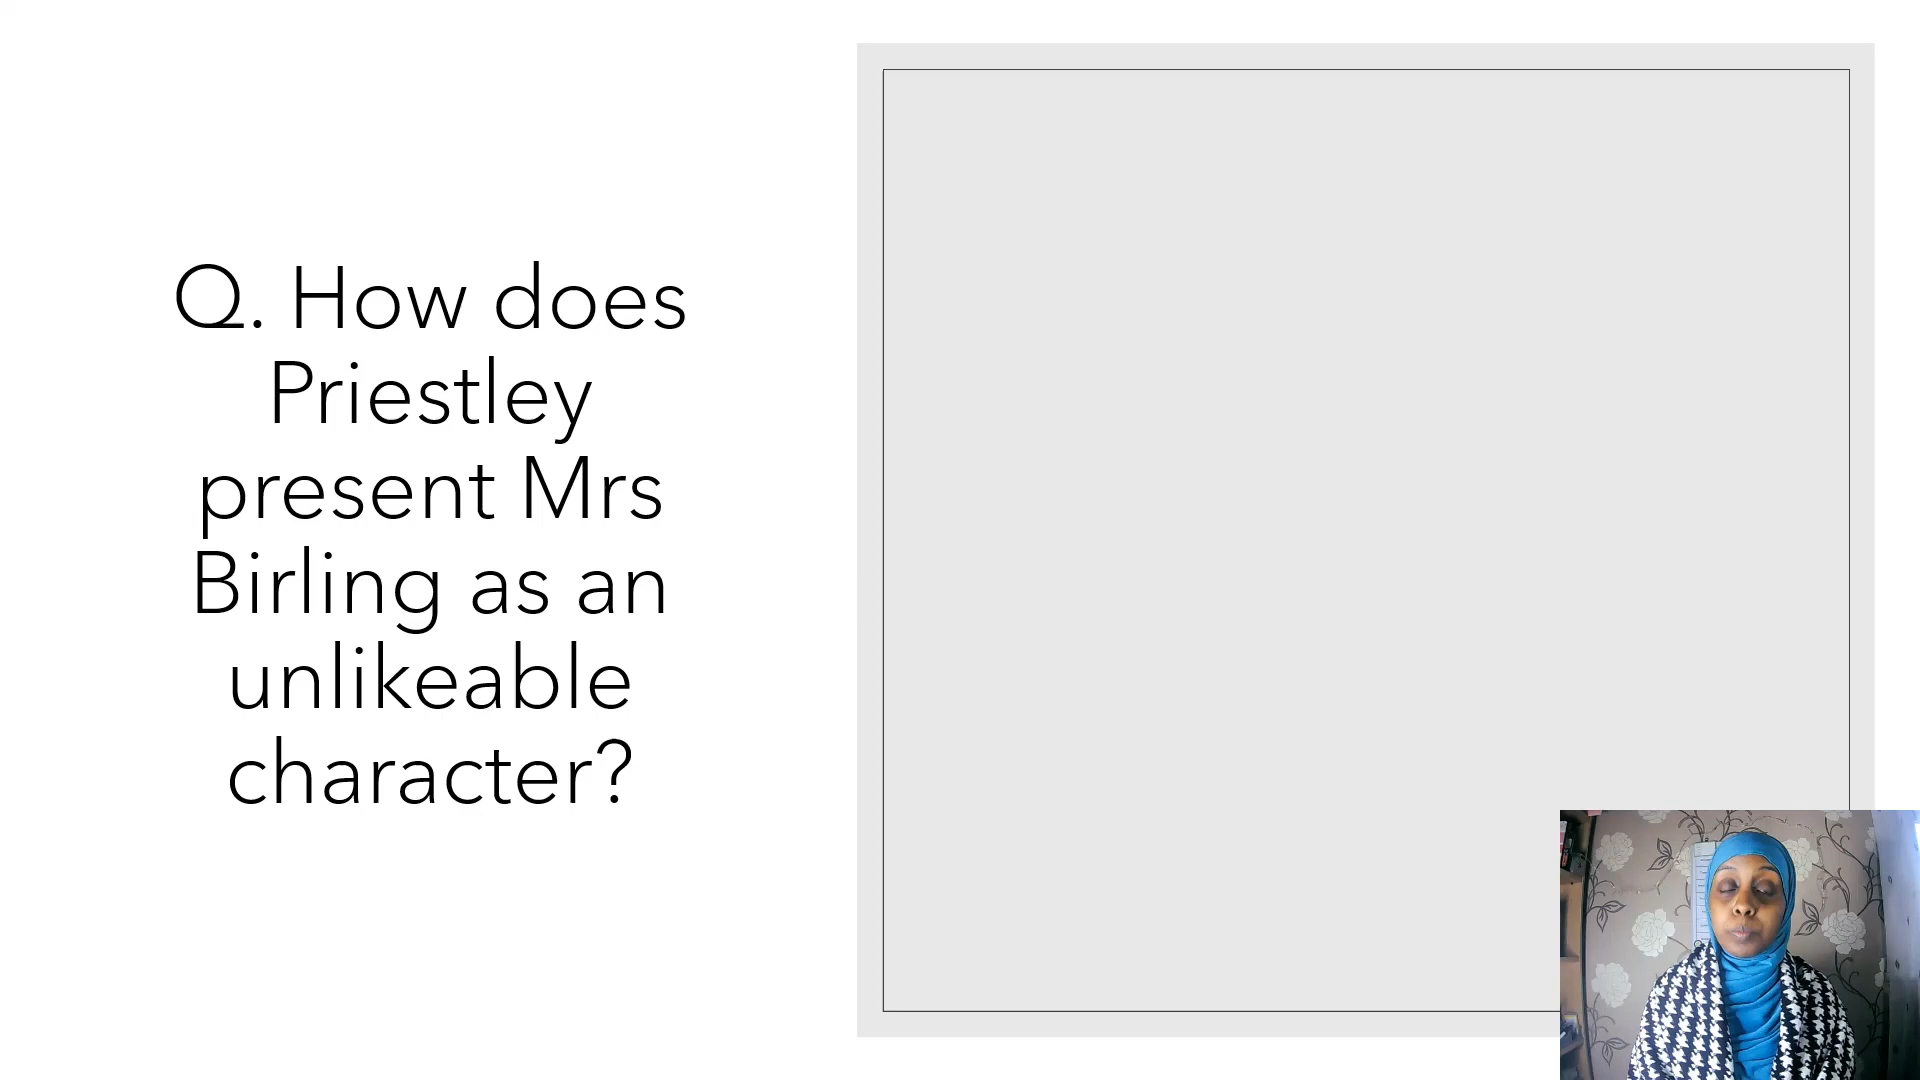 Q. How does
Priestley
present Mrs
Birling as an
unlikeable
character?